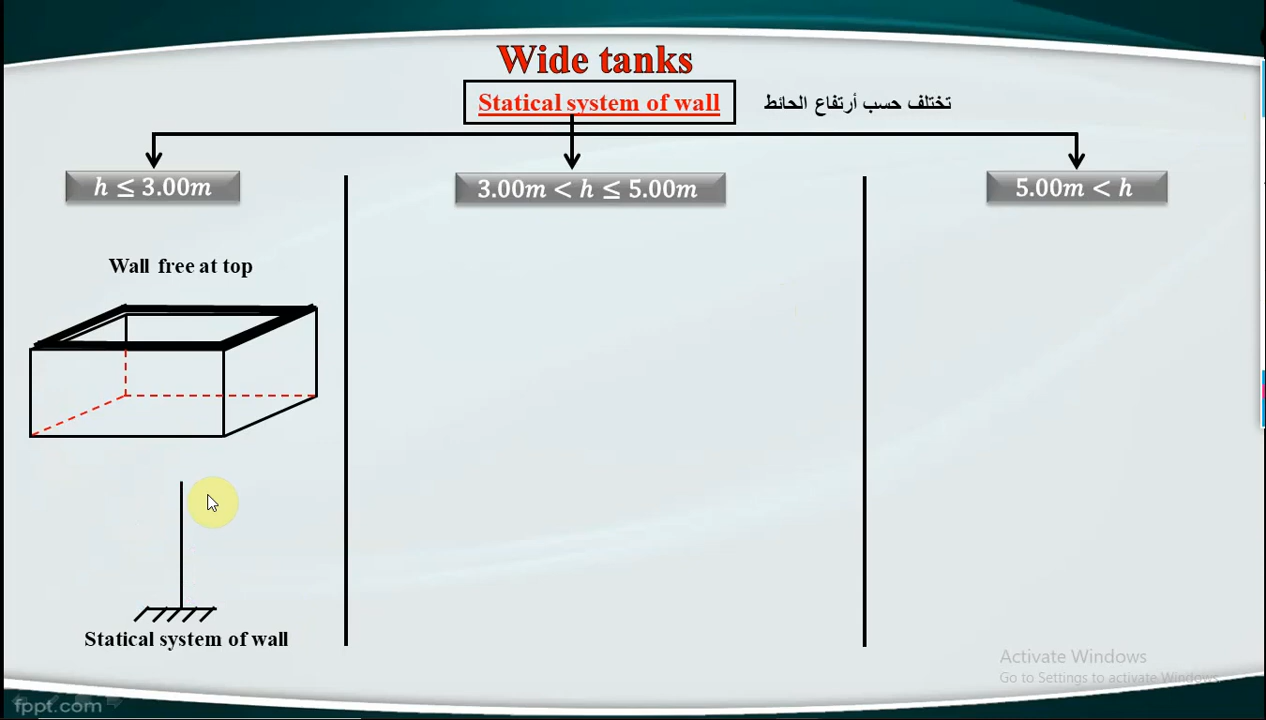 Wide tanks
Statical system of wall
تختلف حسب أرتفاع الحائط
h ≤ 3.00m
3.00m < h ≤ 5.00m
5.00m < h
Wall free at top
Statical system of wall
Activate Windows
Go to Settings to activate Windows.
fppt.com